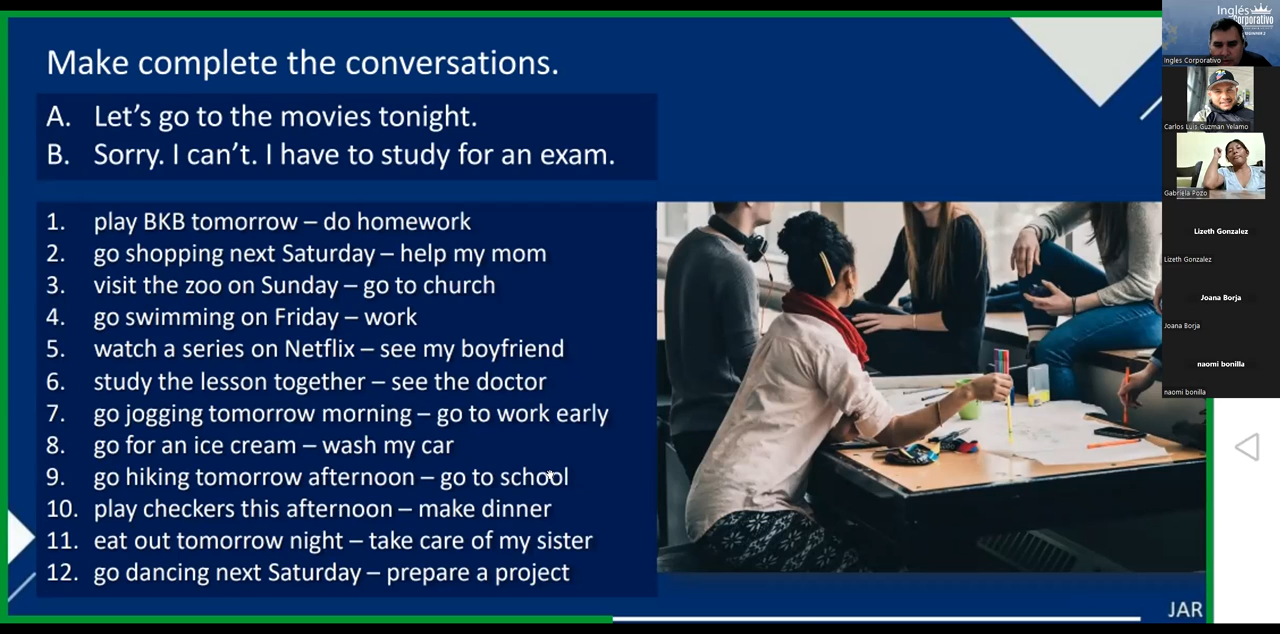 Make complete the conversations.
A. Let's go to the movies tonight.
B. Sorry. I can't. I have to study for an exam.
1. play BKB tomorrow – do homework
2. go shopping next Saturday – help my mom
3. visit the zoo on Sunday – go to church
4. go swimming on Friday – work
5. watch a series on Netflix – see my boyfriend
6. study the lesson together – see the doctor
7. go jogging tomorrow morning – go to work early
8. go for an ice cream – wash my car
9. go hiking tomorrow afternoon – go to school
10. play checkers this afternoon – make dinner
11. eat out tomorrow night – take care of my sister
12. go dancing next Saturday – prepare a project
JAR
Inglés
Corporativo
Ingles Corporativo
Carlos Luis Guzman Yelamo
Gabriela Pozo
Lizeth Gonzalez
Lizeth Gonzalez
Joana Borja
Joana Borja
naomi bonilla
naomi bonilla